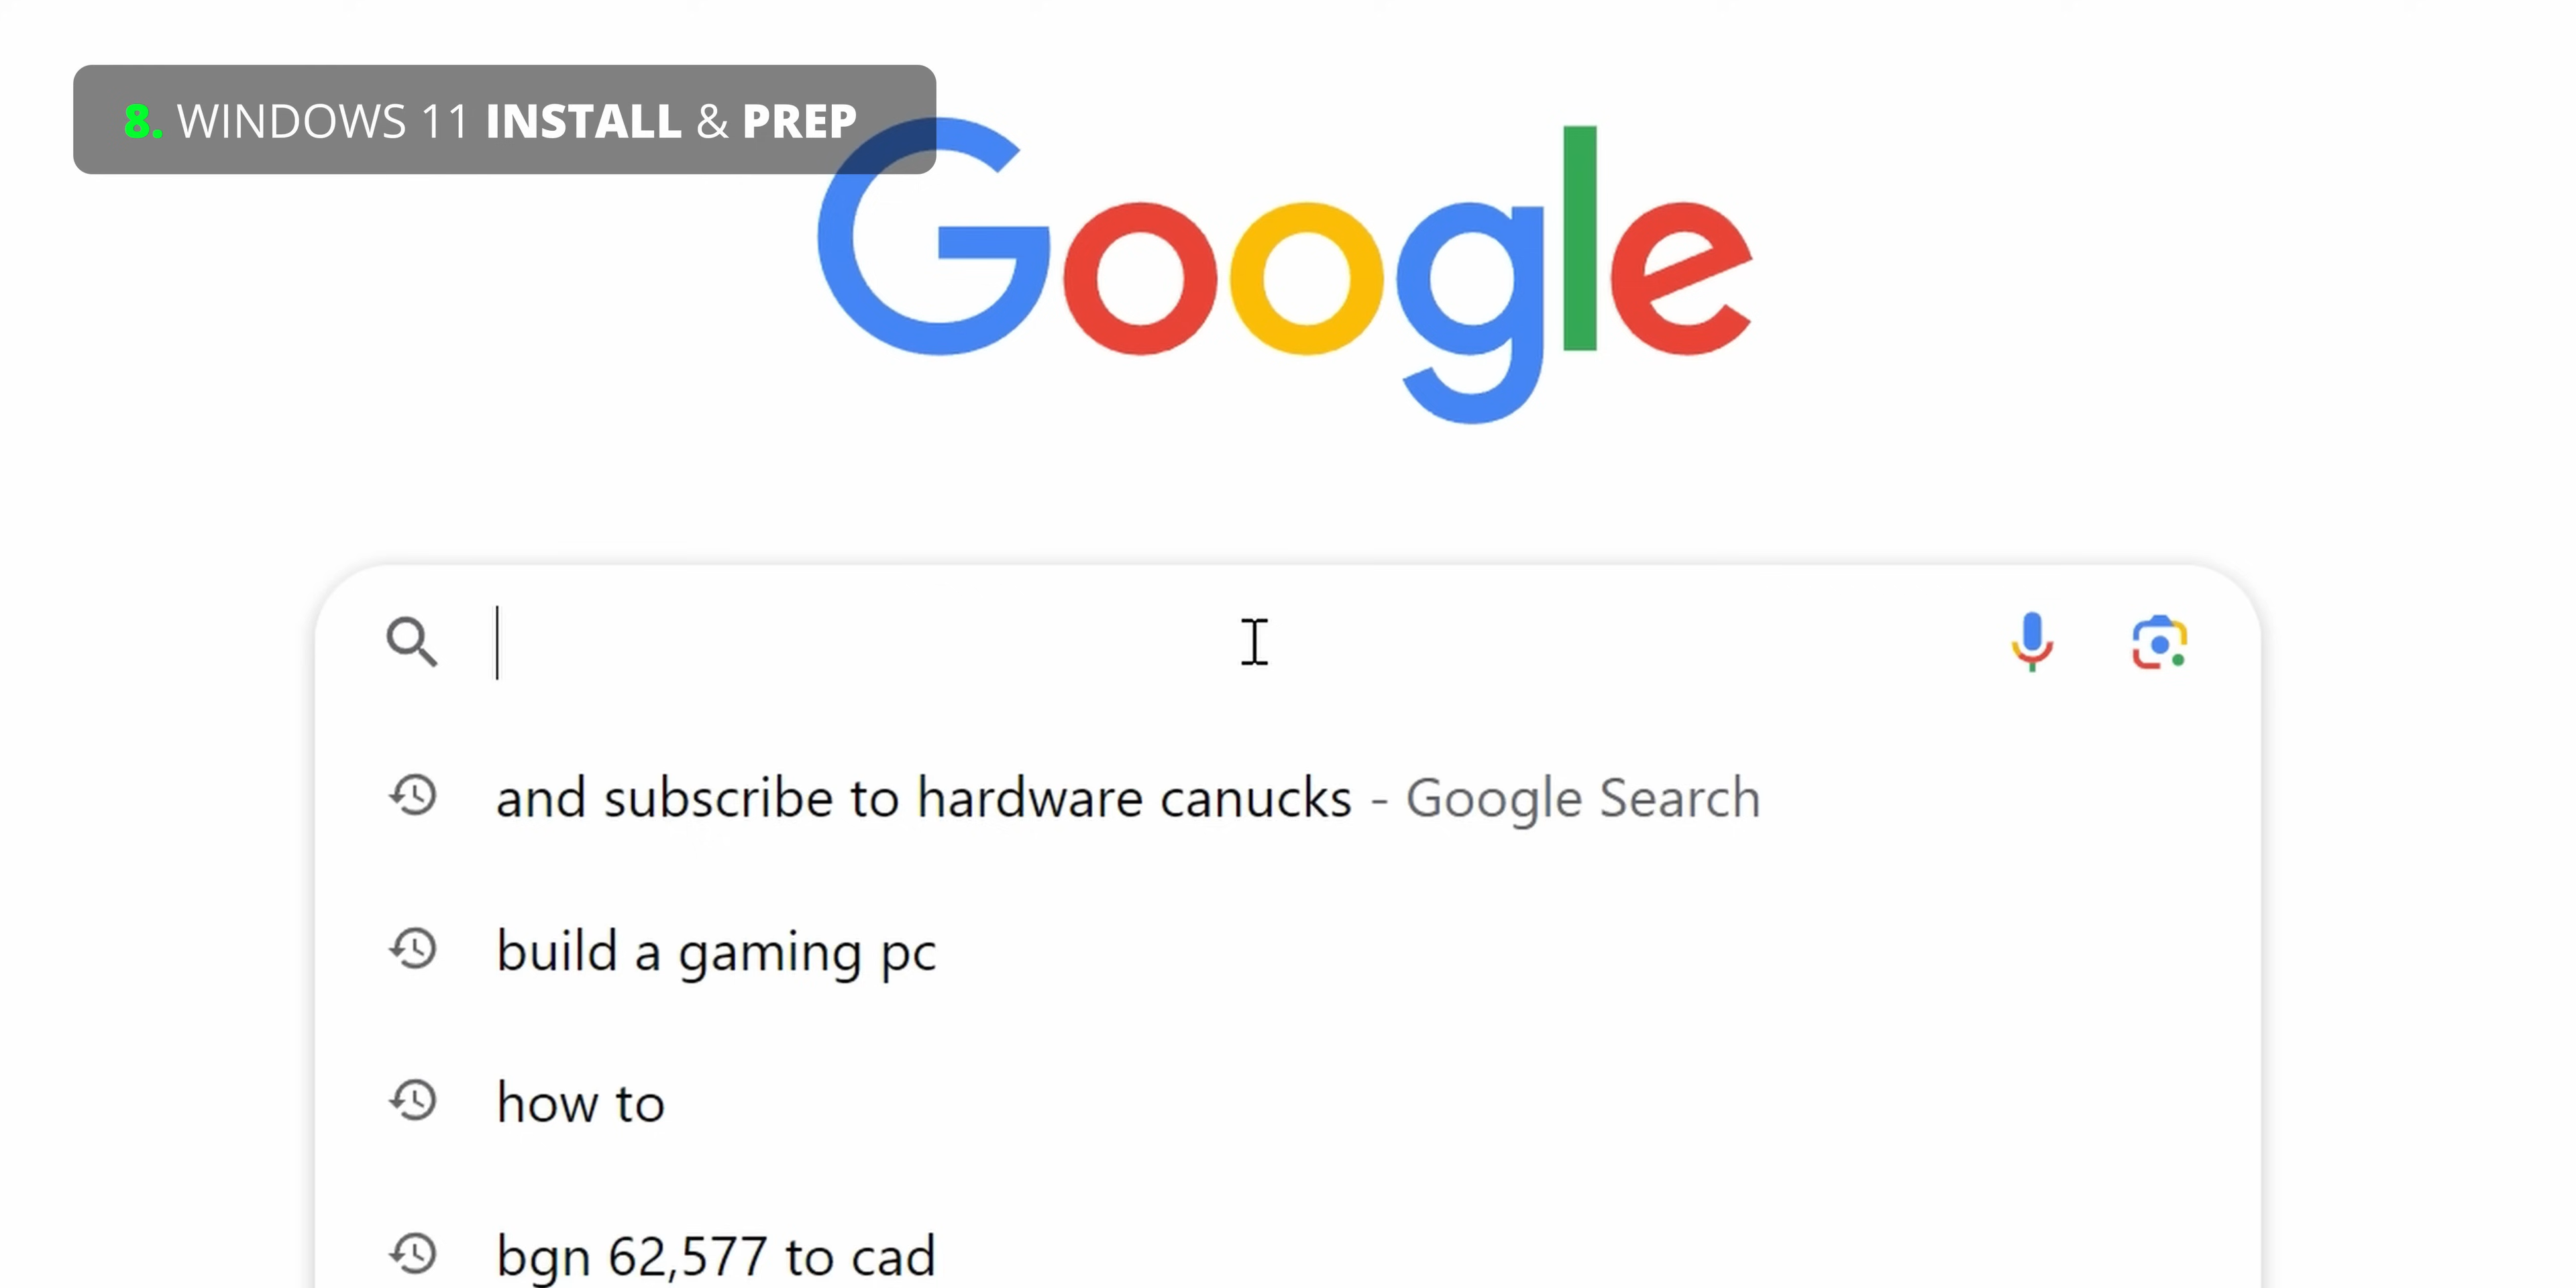 8. WINDOWS 11 INSTALL & PREP
Google
and subscribe to hardware canucks - Google Search
build a gaming pc
how to
bgn 62,577 to cad